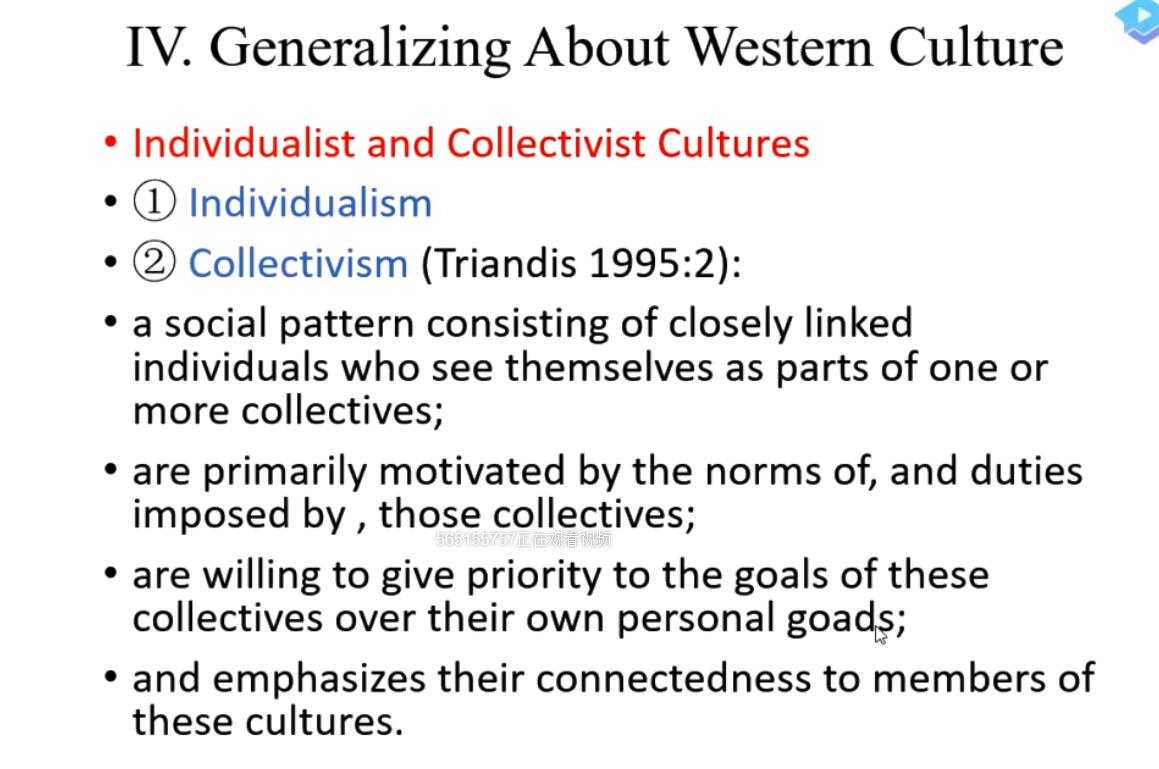 IV. Generalizing About Western Culture
• Individualist and Collectivist Cultures
• ① Individualism
• ② Collectivism (Triandis 1995:2):
• a social pattern consisting of closely linked
individuals who see themselves as parts of one or
more collectives;
• are primarily motivated by the norms of, and duties
imposed by , those collectives;
565155757正在观看视频
• are willing to give priority to the goals of these
collectives over their own personal goads;
• and emphasizes their connectedness to members of
these cultures.